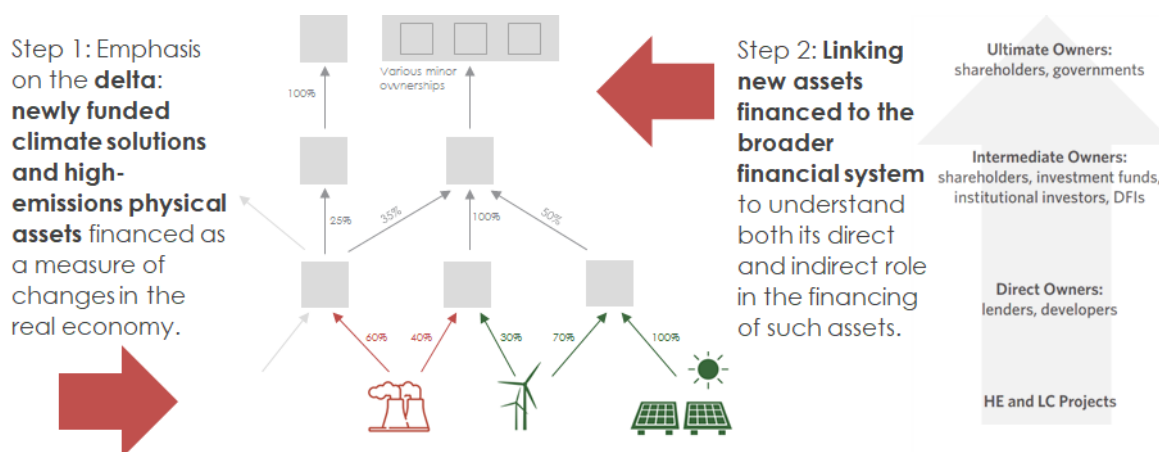 Step 1: Emphasis
on the delta:
newly funded
climate solutions
and high-
emissions physical
assets financed as
a measure of
changes in the
real economy.
Various minor
ownerships
100%
25%
35%
100%
50%
60%
40%
30%
70%
100%
Step 2: Linking
new assets
financed to the
broader
financial system
to understand
both its direct
and indirect role
in the financing
of such assets.
Ultimate Owners:
shareholders, governments
Intermediate Owners:
shareholders, investment funds,
institutional investors, DFIs
Direct Owners:
lenders, developers
HE and LC Projects